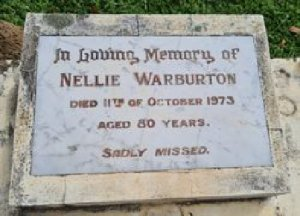 In Loving Memory of
NELLIE WARBURTON
DIED 11TH OF OCTOBER 1973
AGED 80 YEARS.
SADLY MISSED.